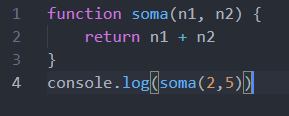 1 function soma(n1, n2) {
2     return n1 + n2
3 }
4 console.log(soma(2,5))